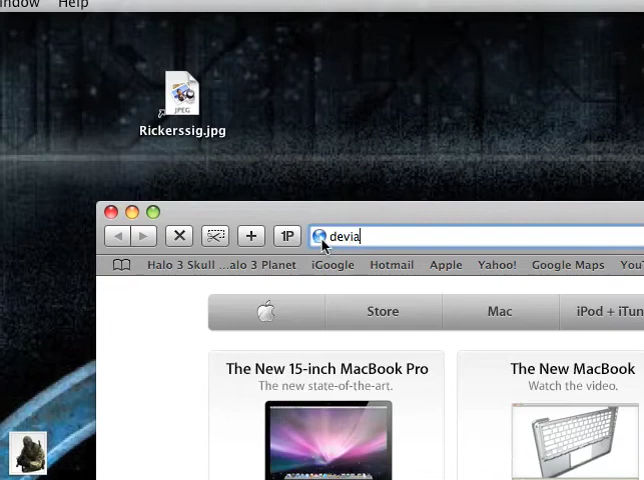 Help
JPEG
Rickerssig.jpg
1P
devia
Halo 3 Skull ...alo 3 Planet iGoogle Hotmail Apple Yahoo! Google Maps
Store Mac iPod +
The New 15-inch MacBook Pro
The new state-of-the-art.
The New MacBook
Watch the video.